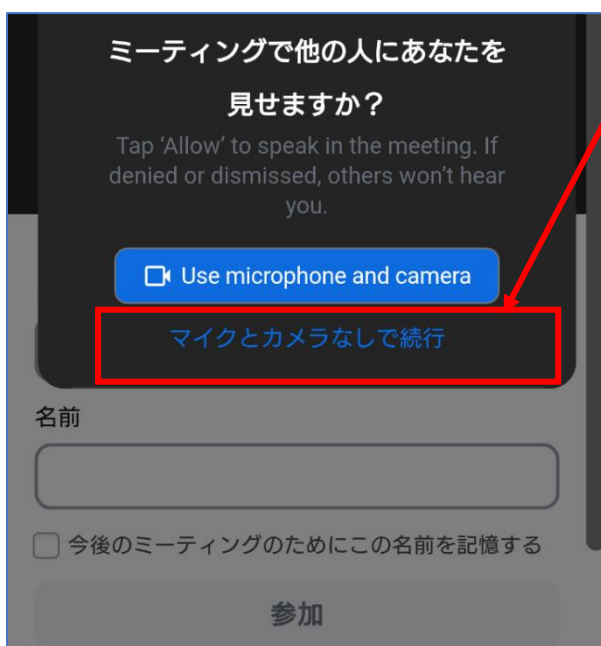 ミーティングで他の人にあなたを
見せますか？
Tap ‘Allow’ to speak in the meeting. If
denied or dismissed, others won’t hear
you.
Use microphone and camera
マイクとカメラなしで続行
名前
今後のミーティングのためにこの名前を記憶する
参加